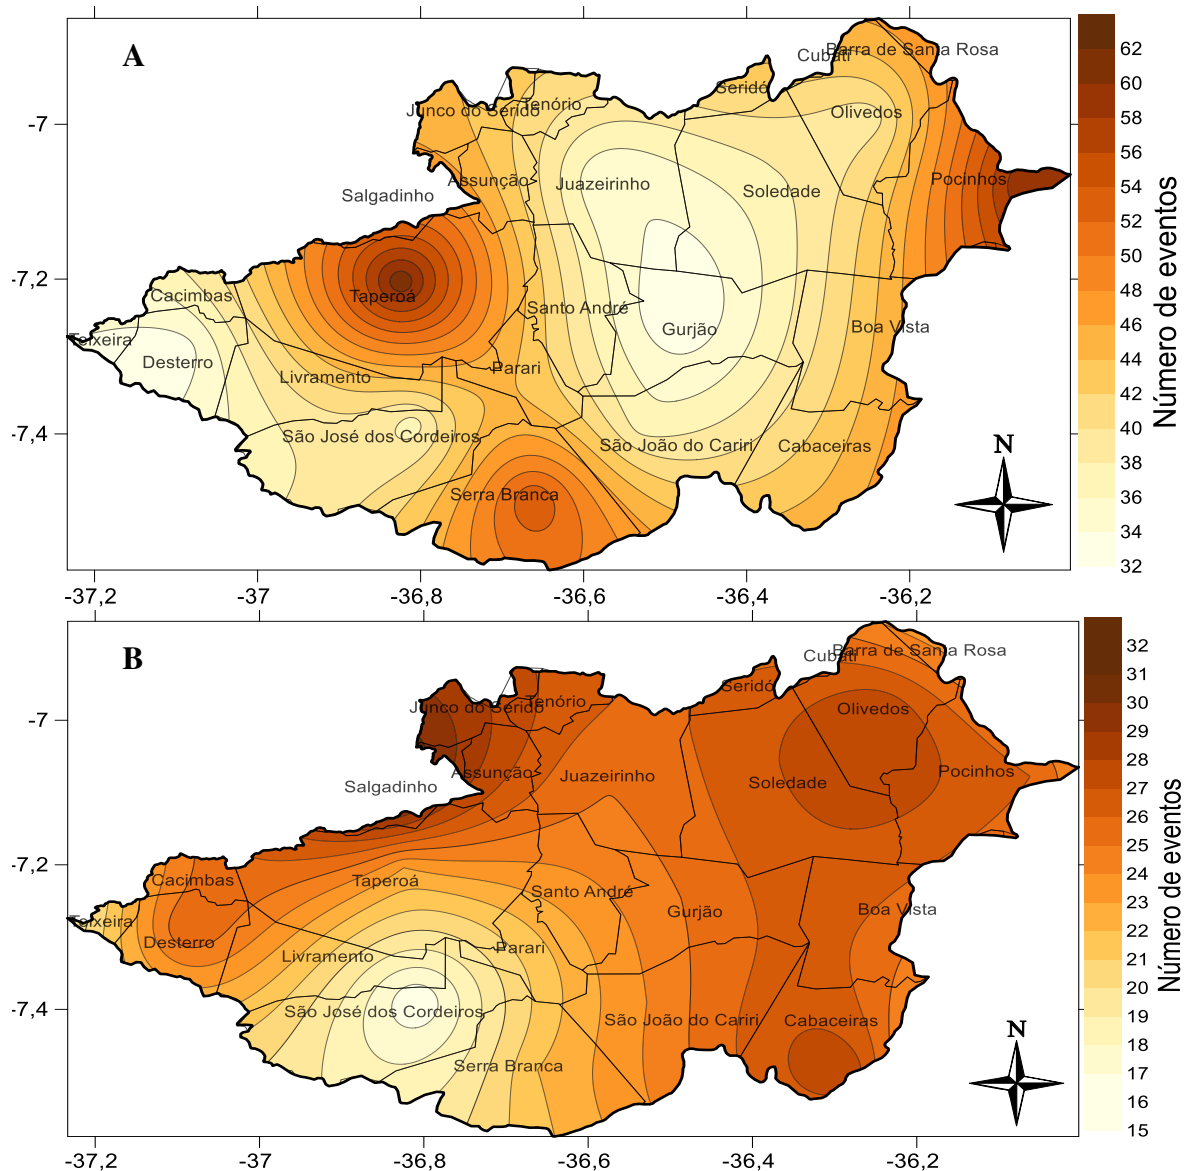 A
Barra de Santa Rosa
Cubati
Seridó
Tenório
Junco do Seridó
Olivedos
Assunção
Juazeirinho
Soledade
Pocinhos
Salgadinho
Cacimbas
Taperoá
Santo André
Gurjão
Boa Vista
Teixeira
Desterro
Livramento
Parari
São José dos Cordeiros
São João do Cariri
Cabaceiras
Serra Branca
N
-7
-7,2
-7,4
-37,2 -37 -36,8 -36,6 -36,4 -36,2
62
60
58
56
54
52
50
48
46
44
42
40
38
36
34
32
Número de eventos
B
Barra de Santa Rosa
Cubati
Seridó
Tenório
Junco do Seridó
Olivedos
Assunção
Juazeirinho
Soledade
Pocinhos
Salgadinho
Cacimbas
Taperoá
Santo André
Gurjão
Boa Vista
Teixeira
Desterro
Livramento
Parari
São José dos Cordeiros
São João do Cariri
Cabaceiras
Serra Branca
N
-7
-7,2
-7,4
-37,2 -37 -36,8 -36,6 -36,4 -36,2
32
31
30
29
28
27
26
24
23
22
21
20
19
18
17
16
15
Número de eventos